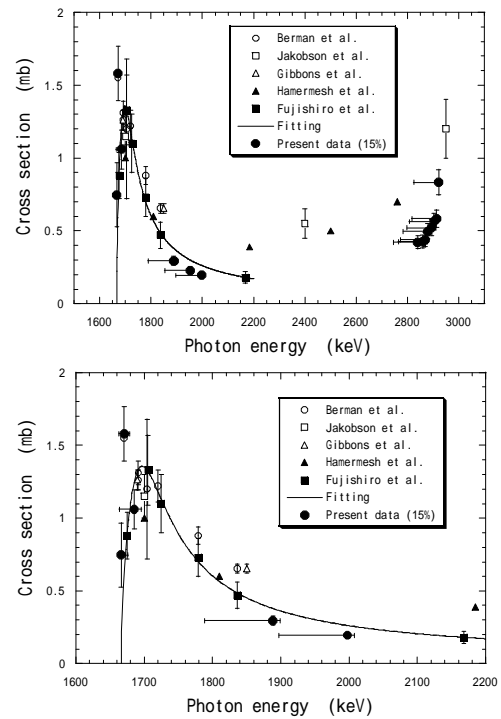 2
1.5
1
0.5
0
Cross section (mb)
1600 1800 2000 2200 2400 2600 2800 3000
Photon energy (keV)
Berman et al.
Jakobson et al.
Gibbons et al.
Hamermesh et al.
Fujishiro et al.
Fitting
Present data (15%)
2
1.5
1
0.5
0
Cross section (mb)
1600 1700 1800 1900 2000 2100 2200
Photon energy (keV)
Berman et al.
Jakobson et al.
Gibbons et al.
Hamermesh et al.
Fujishiro et al.
Fitting
Present data (15%)